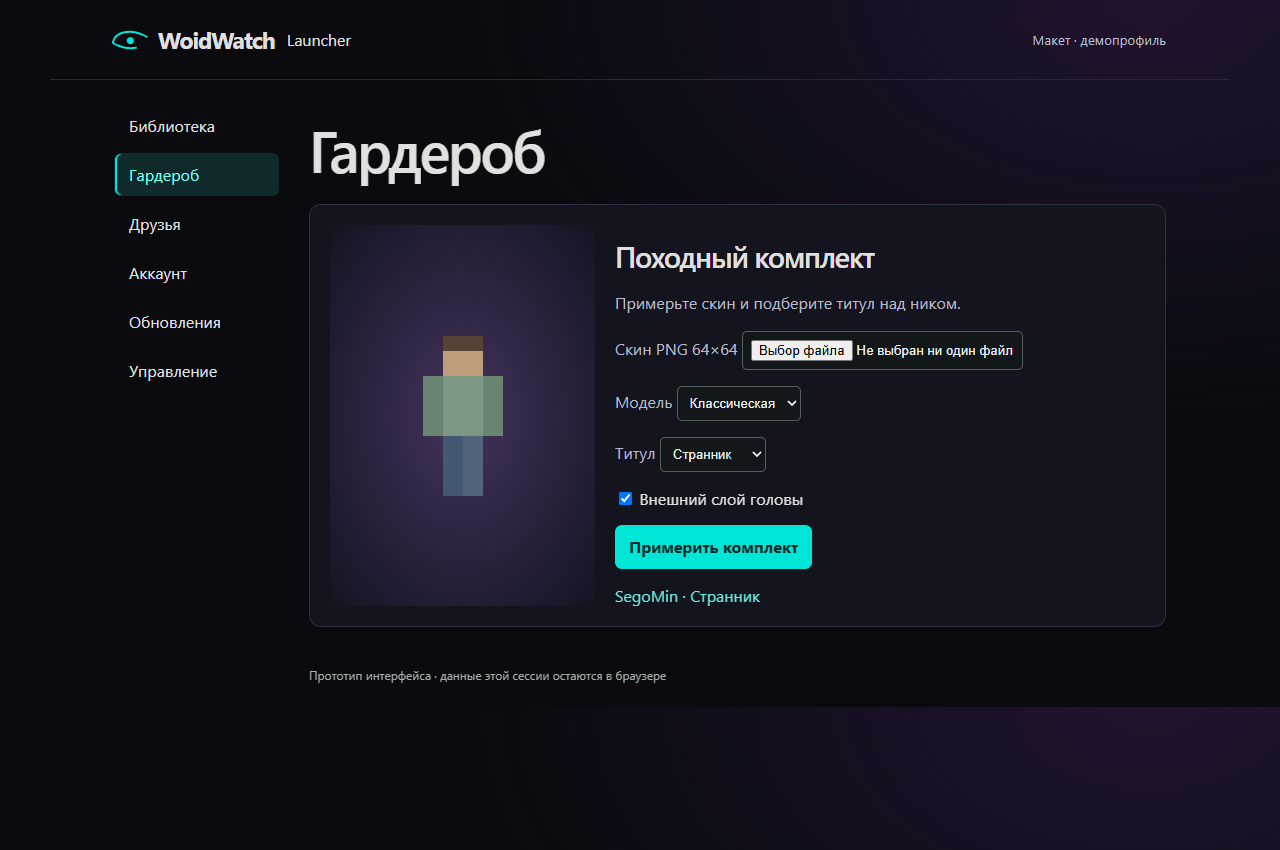 WoidWatch Launcher
Макет · демопрофиль
Библиотека
Гардероб
Друзья
Аккаунт
Обновления
Управление
Гардероб
Походный комплект
Примерьте скин и подберите титул над ником.
Скин PNG 64×64 Выбор файла Не выбран ни один файл
Модель Классическая
Титул Странник
Внешний слой головы
Примерить комплект
SegoMin · Странник
Прототип интерфейса · данные этой сессии остаются в браузере